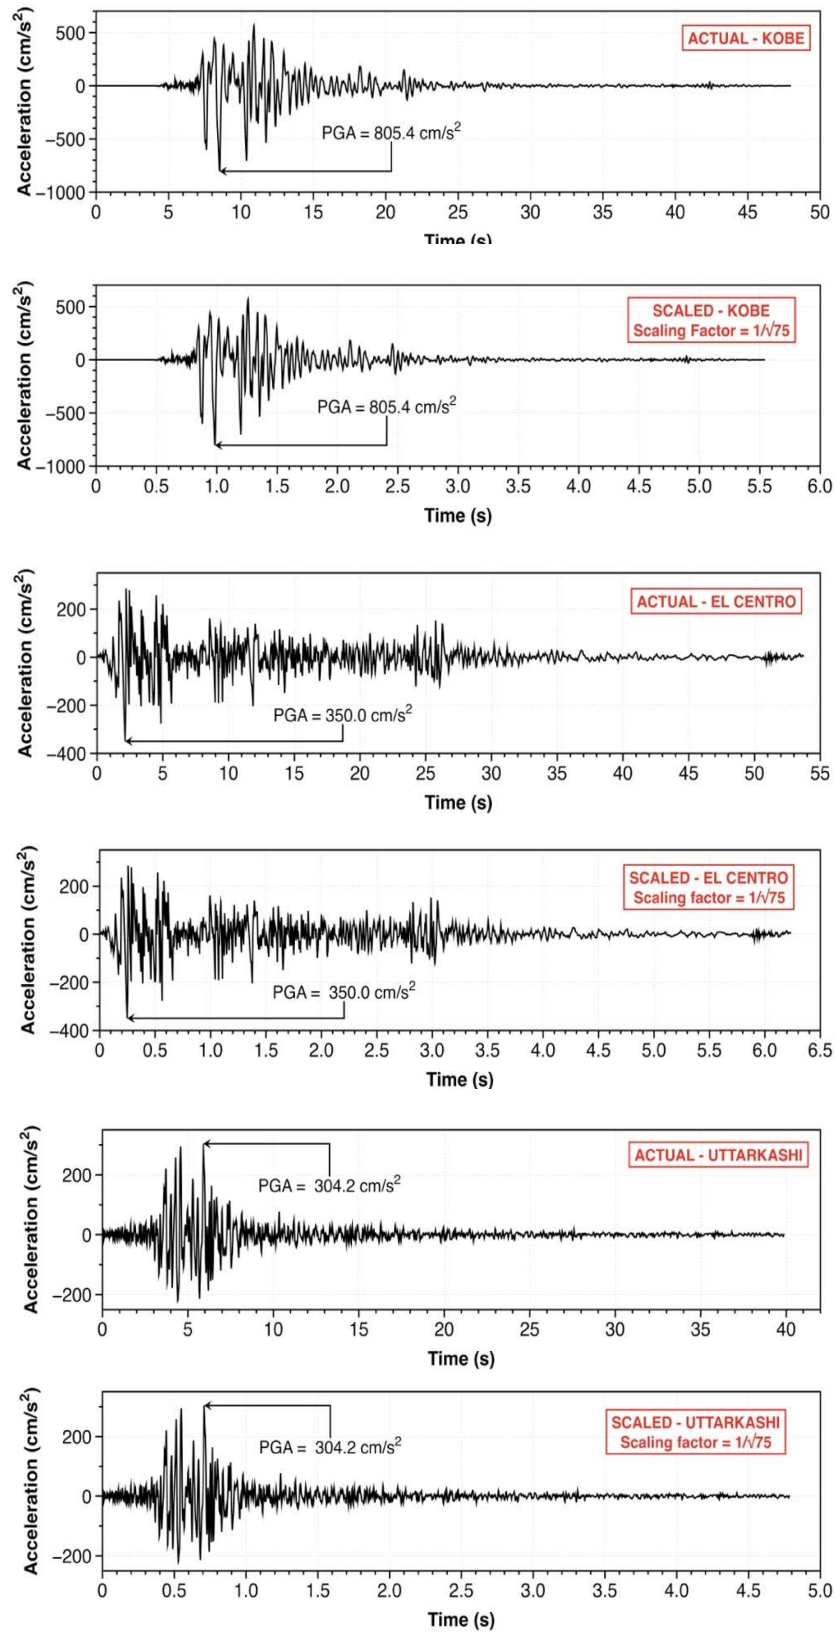 Acceleration (cm/s²)
500
0
−500
−1000
ACTUAL - KOBE
PGA = 805.4 cm/s²
0 5 10 15 20 25 30 35 40 45 50
Time (s)
Acceleration (cm/s²)
500
0
−500
−1000
SCALED - KOBE
Scaling Factor = 1/√75
PGA = 805.4 cm/s²
0 0.5 1.0 1.5 2.0 2.5 3.0 3.5 4.0 4.5 5.0 5.5 6.0
Time (s)
Acceleration (cm/s²)
200
0
−200
−400
ACTUAL - EL CENTRO
PGA = 350.0 cm/s²
0 5 10 15 20 25 30 35 40 45 50 55
Time (s)
Acceleration (cm/s²)
200
0
−200
−400
SCALED - EL CENTRO
Scaling factor = 1/√75
PGA = 350.0 cm/s²
0 0.5 1.0 1.5 2.0 2.5 3.0 3.5 4.0 4.5 5.0 5.5 6.0 6.5
Time (s)
Acceleration (cm/s²)
200
0
−200
ACTUAL - UTTARKASHI
PGA = 304.2 cm/s²
0 5 10 15 20 25 30 35 40
Time (s)
Acceleration (cm/s²)
200
0
−200
SCALED - UTTARKASHI
Scaling factor = 1/√75
PGA = 304.2 cm/s²
0 0.5 1.0 1.5 2.0 2.5 3.0 3.5 4.0 4.5 5.0
Time (s)